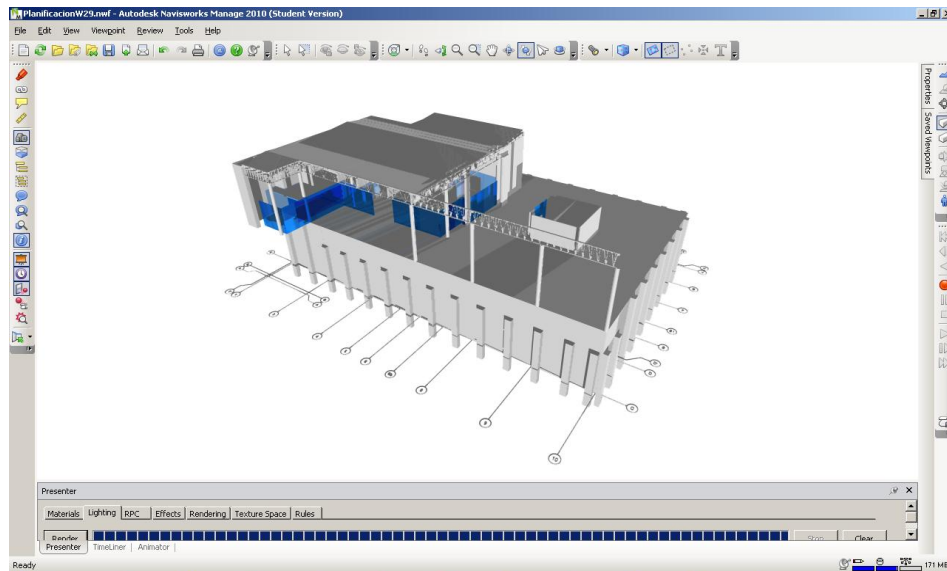 PlanificacionW29.nwf - Autodesk Navisworks Manage 2010 (Student Version)
File Edit View Viewpoint Review Tools Help
Properties
Saved Viewpoints
10
Presenter
Materials Lighting RPC Effects Rendering Texture Space Rules
Render Stop Clear
Presenter TimeLiner Animator
Ready
171 MB